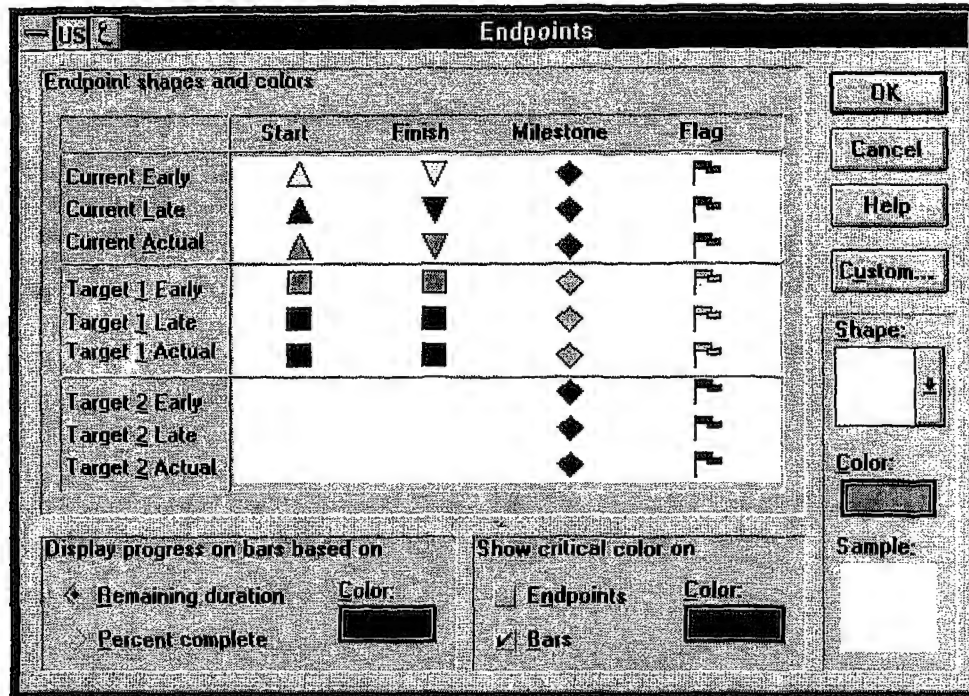 US
Endpoints
Endpoint shapes and colors
Start Finish Milestone Flag
Current Early
Current Late
Current Actual
Target 1 Early
Target 1 Late
Target 1 Actual
Target 2 Early
Target 2 Late
Target 2 Actual
OK
Cancel
Help
Custom...
Shape:
Color:
Sample:
Display progress on bars based on
Remaining duration
Percent complete
Color:
Show critical color on
Endpoints
Bars
Color: